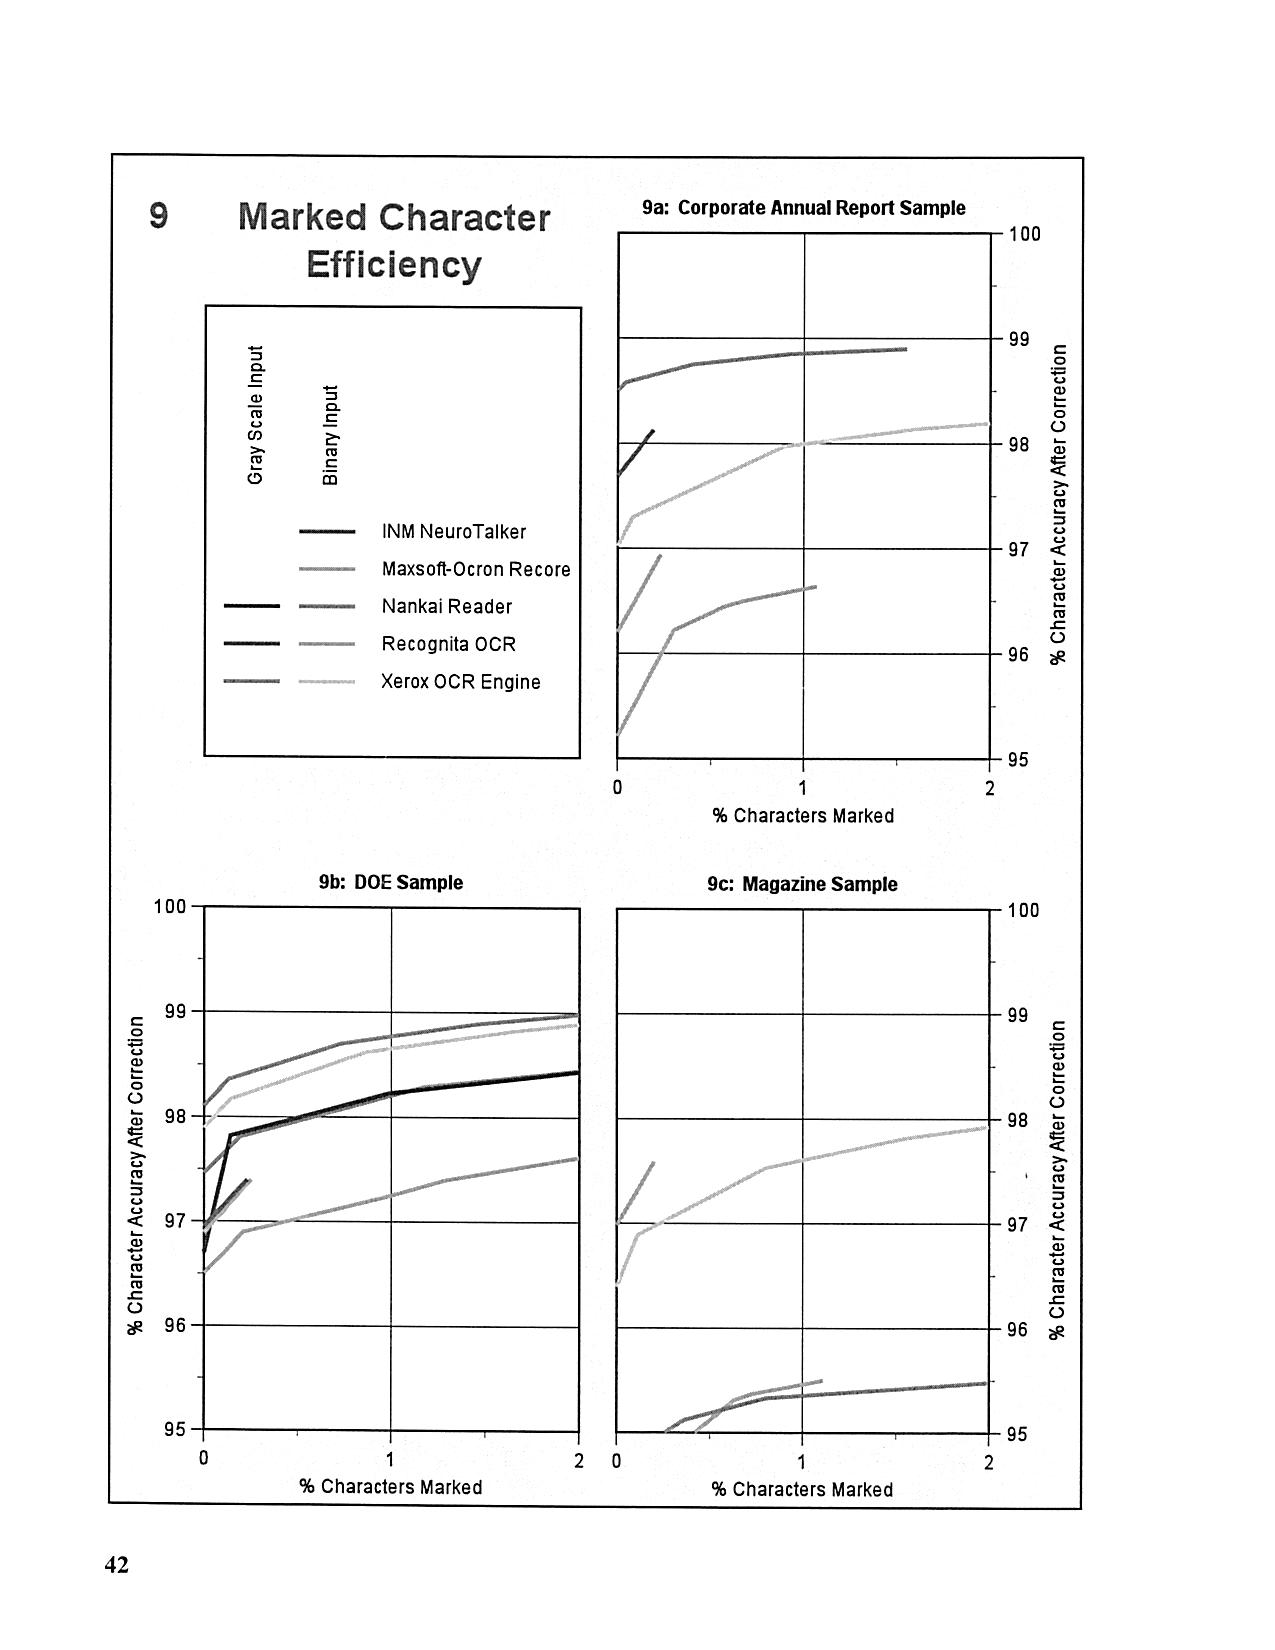 9 Marked Character
Efficiency
Gray Scale Input
Binary Input
INM NeuroTalker
Maxsoft-Ocron Recore
Nankai Reader
Recognita OCR
Xerox OCR Engine
9a: Corporate Annual Report Sample
100
99
98
97
96
95
% Character Accuracy After Correction
0 1 2
% Characters Marked
9b: DOE Sample
100
99
98
97
96
95
% Character Accuracy After Correction
0 1 2
% Characters Marked
9c: Magazine Sample
100
99
98
97
96
95
% Character Accuracy After Correction
0 1 2
% Characters Marked
42